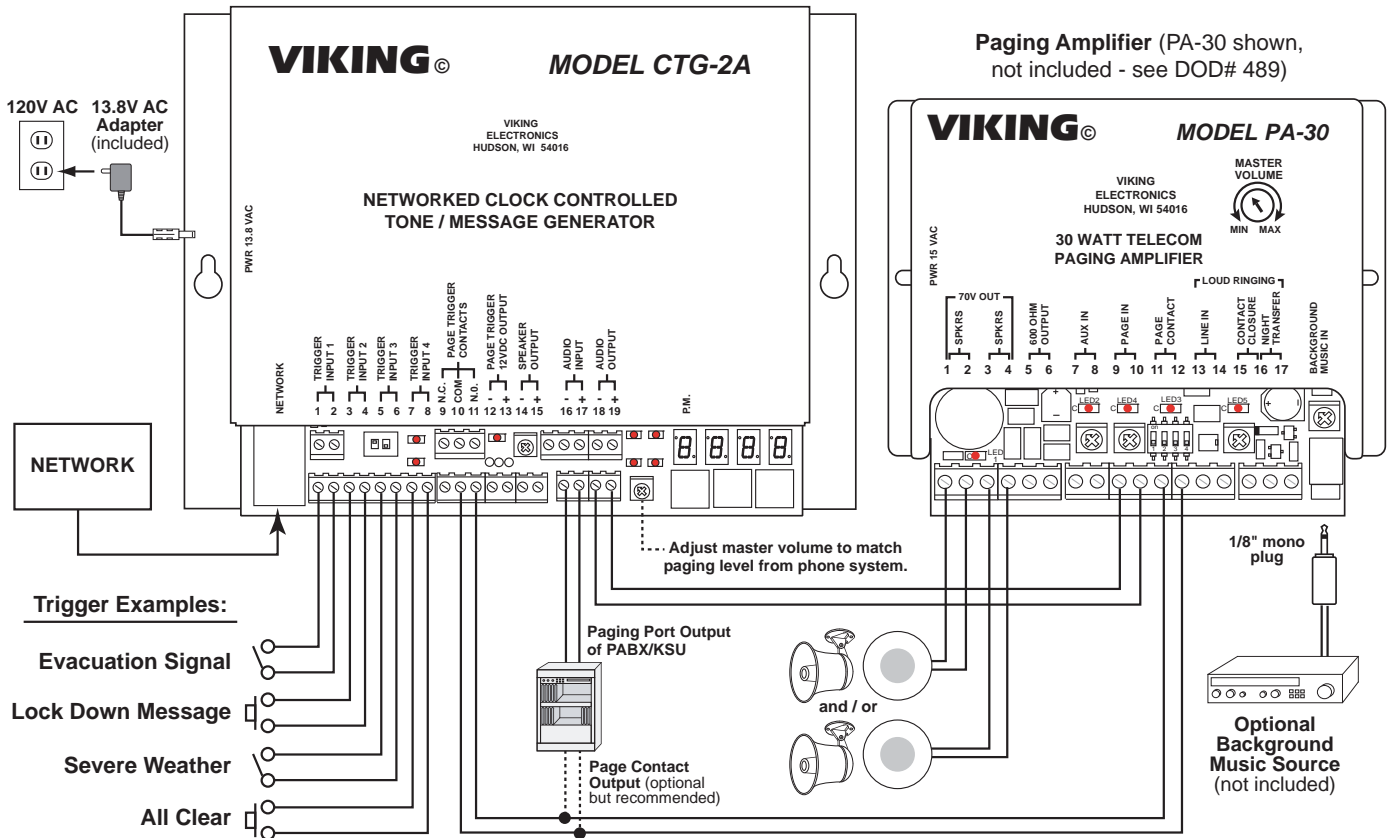 VIKING©
MODEL CTG-2A
Paging Amplifier (PA-30 shown,
not included - see DOD# 489)
120V AC
13.8V AC
Adapter
(included)
VIKING
ELECTRONICS
HUDSON, WI 54016
NETWORKED CLOCK CONTROLLED
TONE / MESSAGE GENERATOR
PWR 13.8 VAC
NETWORK
TRIGGER
INPUT 1
TRIGGER
INPUT 2
TRIGGER
INPUT 3
TRIGGER
INPUT 4
PAGE TRIGGER
CONTACTS
N.C.
COM
N.O.
PAGE TRIGGER
12VDC OUTPUT
SPEAKER
OUTPUT
AUDIO
INPUT
AUDIO
OUTPUT
P.M.
- + - + - + - +
1 2 3 4 5 6 7 8 9 10 11 12 13 14 15 16 17 18 19
8. 8. 8. 8.
VIKING©
MODEL PA-30
VIKING
ELECTRONICS
HUDSON, WI 54016
MASTER
VOLUME
MIN MAX
30 WATT TELECOM
PAGING AMPLIFIER
PWR 15 VAC
70V OUT
SPKRS
SPKRS
600 OHM
OUTPUT
AUX IN
PAGE IN
PAGE
CONTACT
LOUD RINGING
LINE IN
CONTACT
CLOSURE
NIGHT
TRANSFER
BACKGROUND
MUSIC IN
1 2 3 4 5 6 7 8 9 10 11 12 13 14 15 16 17
LED2
LED4
LED3
LED5
C
C
C
C
LED
1
NETWORK
Adjust master volume to match
paging level from phone system.
1/8" mono
plug
Trigger Examples:
Evacuation Signal
Lock Down Message
Severe Weather
All Clear
Paging Port Output
of PABX/KSU
Page Contact
Output (optional
but recommended)
and / or
Optional
Background
Music Source
(not included)